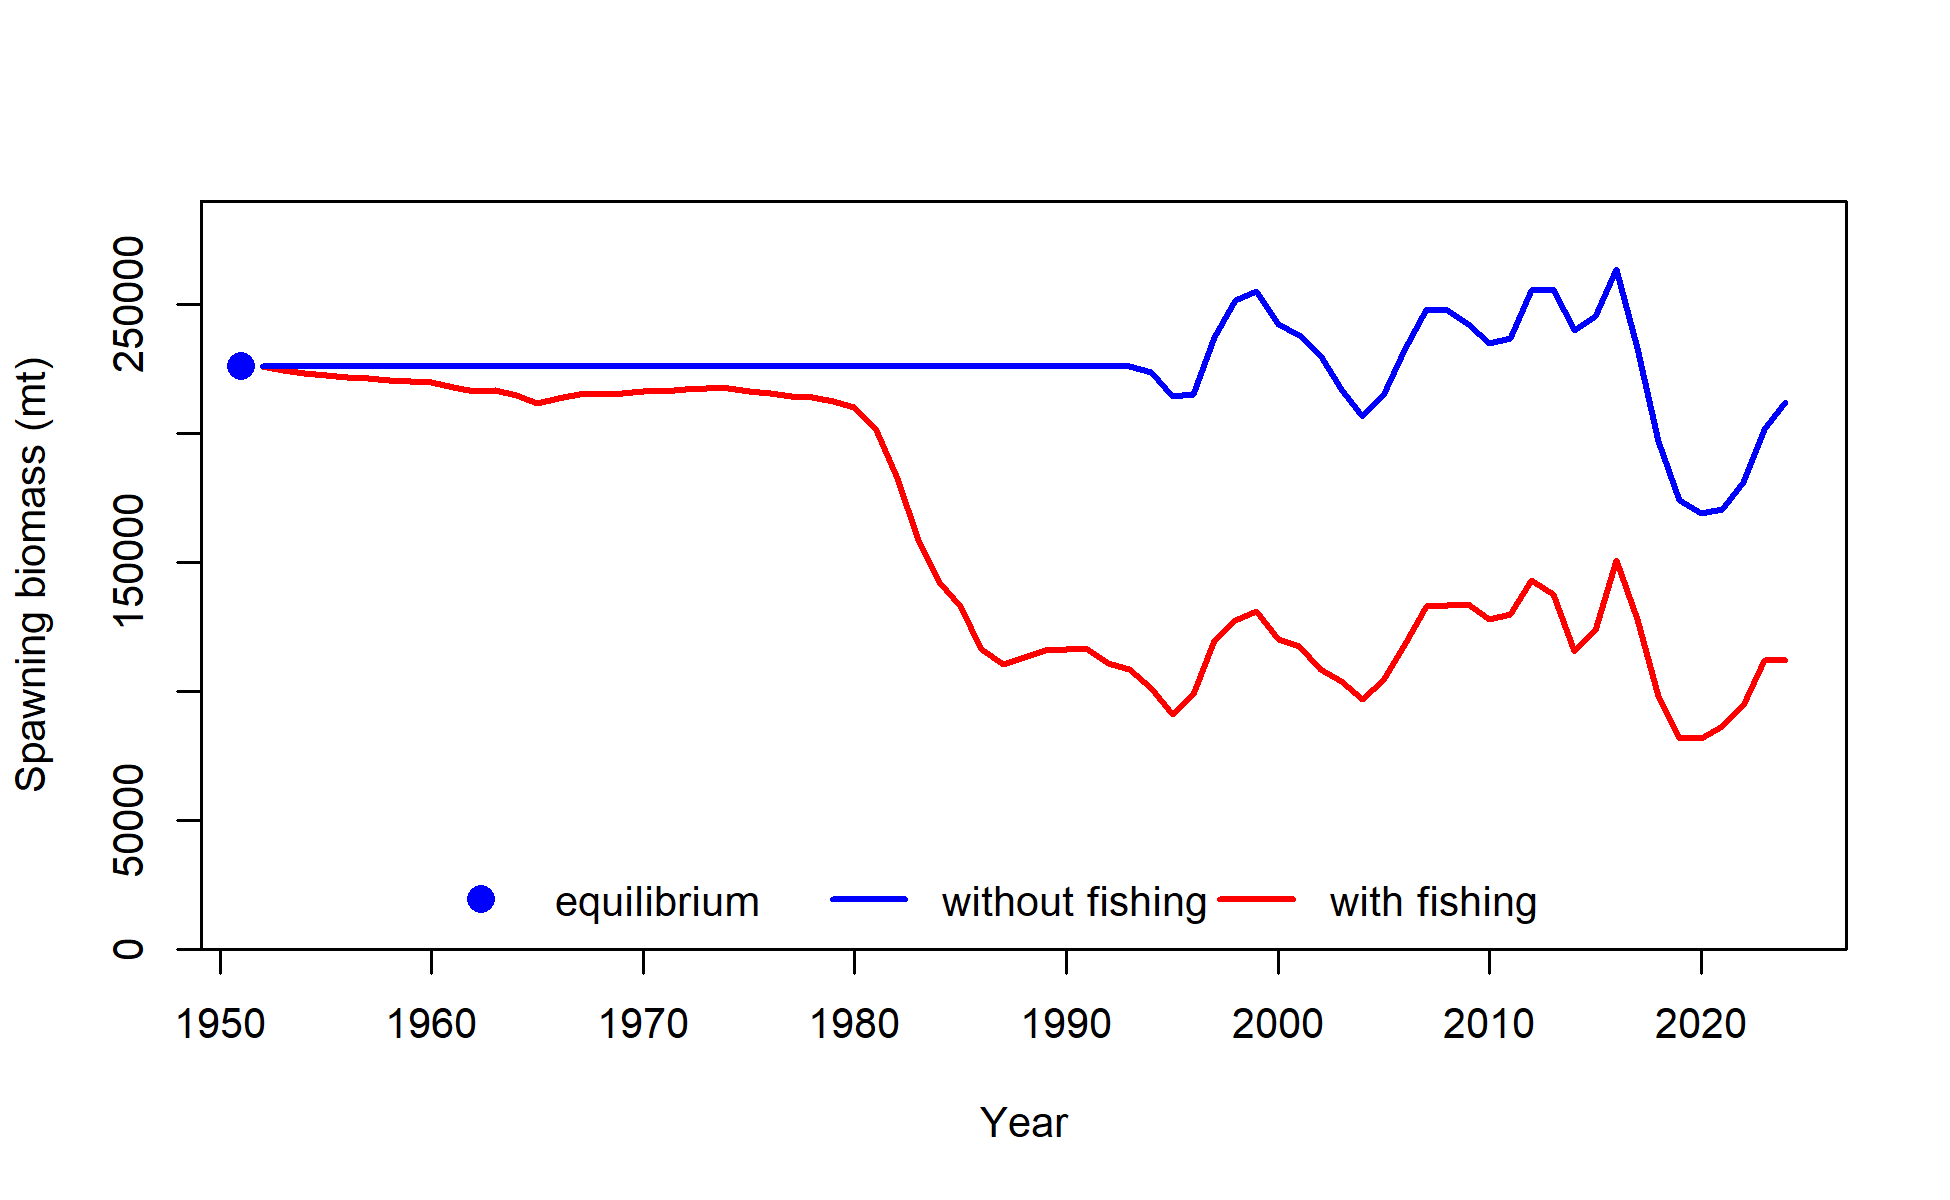 Spawning biomass (mt)
250000
150000
50000
0
equilibrium without fishing with fishing
1950 1960 1970 1980 1990 2000 2010 2020
Year